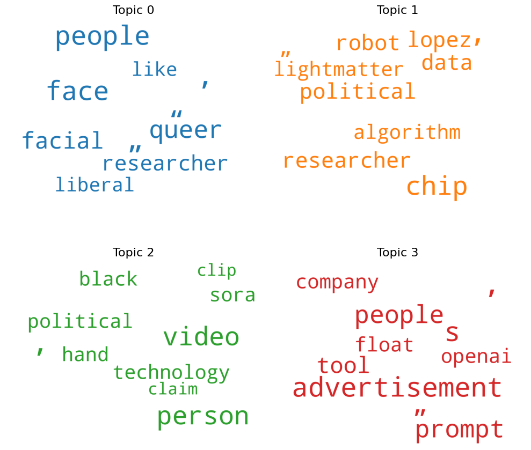 Topic 0
people
like
face
’
“
queer
facial
”
researcher
liberal
Topic 1
robot lopez ’
”
lightmatter data
political
algorithm
researcher
chip
Topic 2
clip
black
sora
political
video
’ hand
technology
claim
person
Topic 3
company
’
people
s
float
openai
tool
advertisement
”
prompt